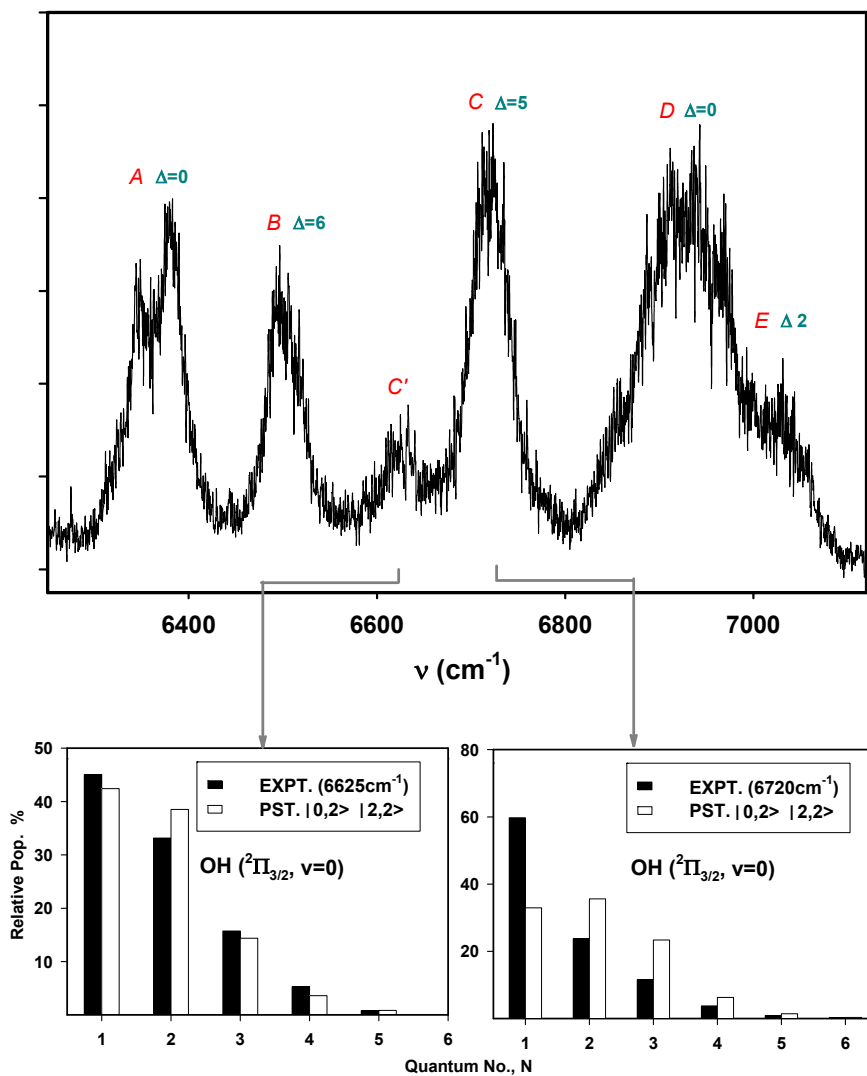 C Δ=5
D Δ=0
A Δ=0
B Δ=6
E Δ 2
C'
6400 6600 6800 7000
ν (cm⁻¹)
50
40
30
20
10
Relative Pop. %
EXPT. (6625cm⁻¹)
PST. |0,2> |2,2>
OH (²Π₃/₂, v=0)
1 2 3 4 5 6
80
60
40
20
EXPT. (6720cm⁻¹)
PST. |0,2> |2,2>
OH (²Π₃/₂, v=0)
1 2 3 4 5 6
Quantum No., N